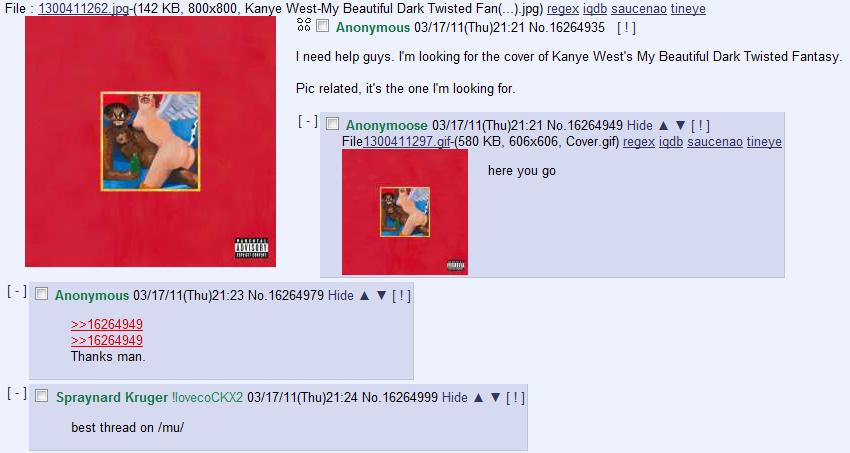 File : 1300411262.jpg-(142 KB, 800x800, Kanye West-My Beautiful Dark Twisted Fan(...).jpg) regex iqdb saucenao tineye
Anonymous 03/17/11(Thu)21:21 No.16264935 [ ! ]
I need help guys. I'm looking for the cover of Kanye West's My Beautiful Dark Twisted Fantasy.
Pic related, it's the one I'm looking for.
PARENTAL
ADVISORY
EXPLICIT CONTENT
[ - ] Anonymoose 03/17/11(Thu)21:21 No.16264949 Hide ▲ ▼ [ ! ]
File1300411297.gif-(580 KB, 606x606, Cover.gif) regex iqdb saucenao tineye
here you go
[ - ] Anonymous 03/17/11(Thu)21:23 No.16264979 Hide ▲ ▼ [ ! ]
>>16264949
>>16264949
Thanks man.
[ - ] Spraynard Kruger !lovecoCKX2 03/17/11(Thu)21:24 No.16264999 Hide ▲ ▼ [ ! ]
best thread on /mu/